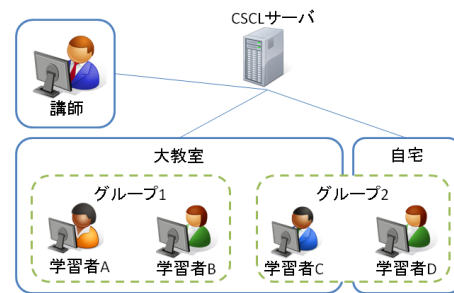 CSCLサーバ
講師
大教室
自宅
グループ1
グループ2
学習者A
学習者B
学習者C
学習者D